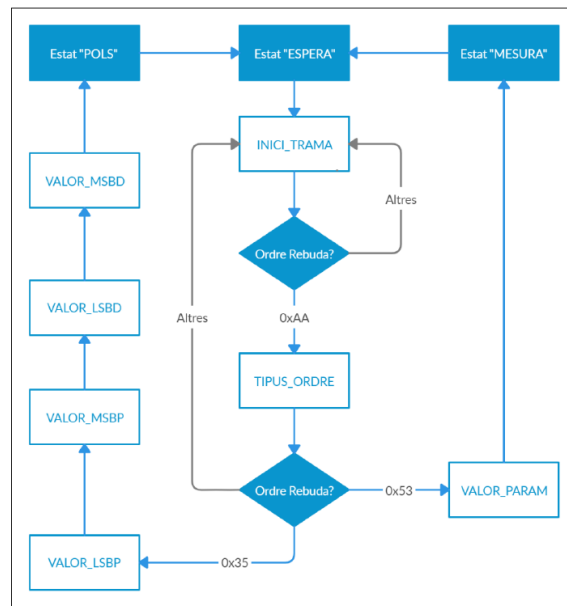 Estat "POLS"
Estat "ESPERA"
Estat "MESURA"
INICI_TRAMA
VALOR_MSBD
Altres
Ordre Rebuda?
VALOR_LSBD
Altres
0xAA
TIPUS_ORDRE
VALOR_MSBP
Ordre Rebuda?
0x53
VALOR_PARAM
VALOR_LSBP
0x35